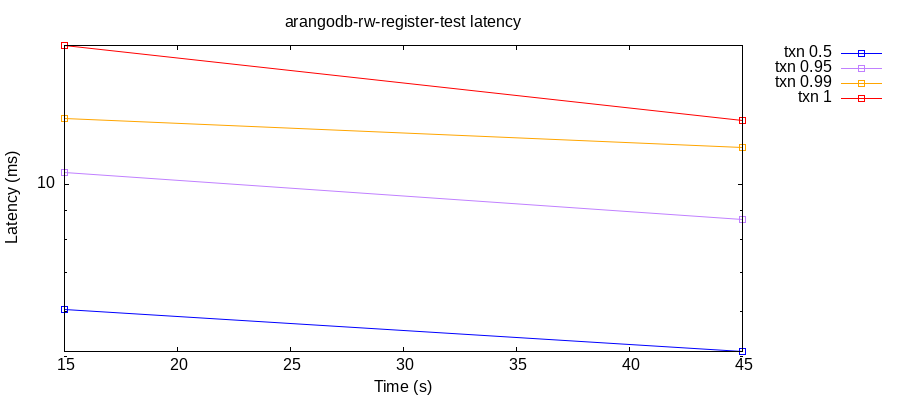 arangodb-rw-register-test latency
txn 0.5
txn 0.95
txn 0.99
txn 1
Latency (ms)
10
15
20
25
30
35
40
45
Time (s)